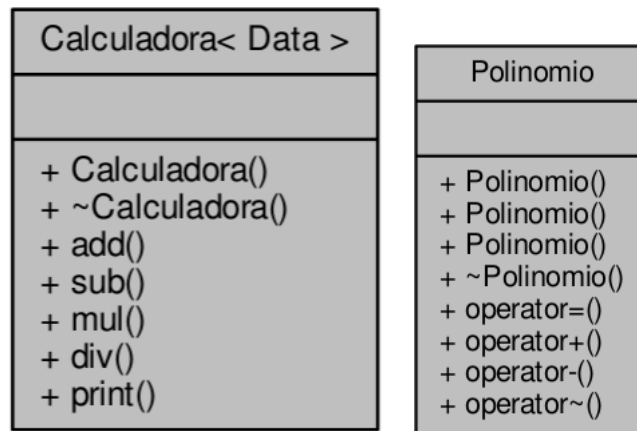 Calculadora< Data >
+ Calculadora()
+ ~Calculadora()
+ add()
+ sub()
+ mul()
+ div()
+ print()
Polinomio
+ Polinomio()
+ Polinomio()
+ Polinomio()
+ ~Polinomio()
+ operator=()
+ operator+()
+ operator-()
+ operator~()